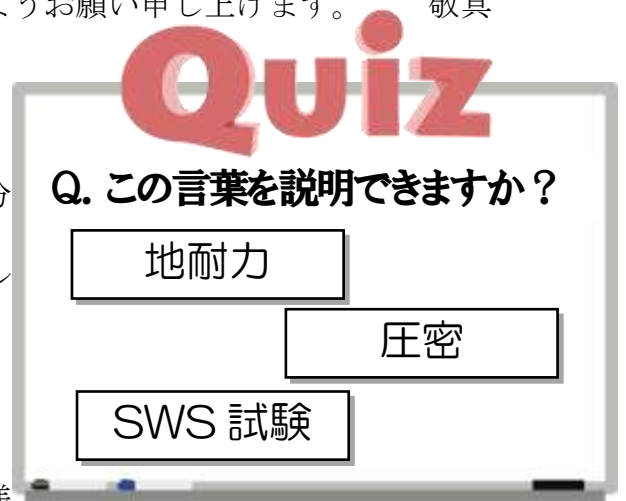 ようお願い申し上げます。 敬具
Quiz
Q. この言葉を説明できますか？
地耐力
圧密
SWS 試験